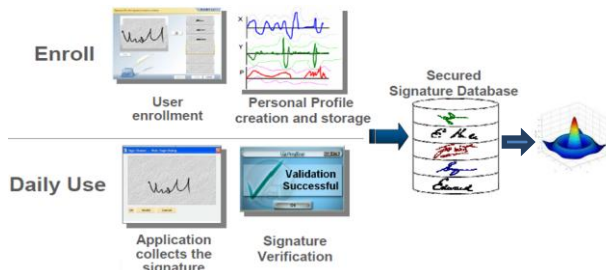 Enroll
User
enrollment
X
Y
P
Personal Profile
creation and storage
Secured
Signature Database
Edward
Daily Use
Application
collects the
signature
Validation
Successful
Signature
Verification